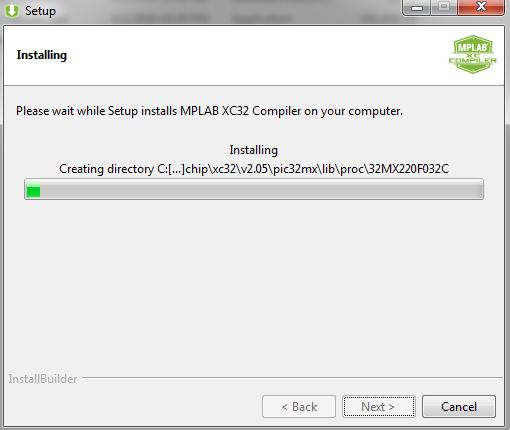 Setup
Installing
MPLAB
XC
COMPILER
Please wait while Setup installs MPLAB XC32 Compiler on your computer.
Installing
Creating directory C:[...]chip\xc32\v2.05\pic32mx\lib\proc\32MX220F032C
InstallBuilder
< Back Next > Cancel